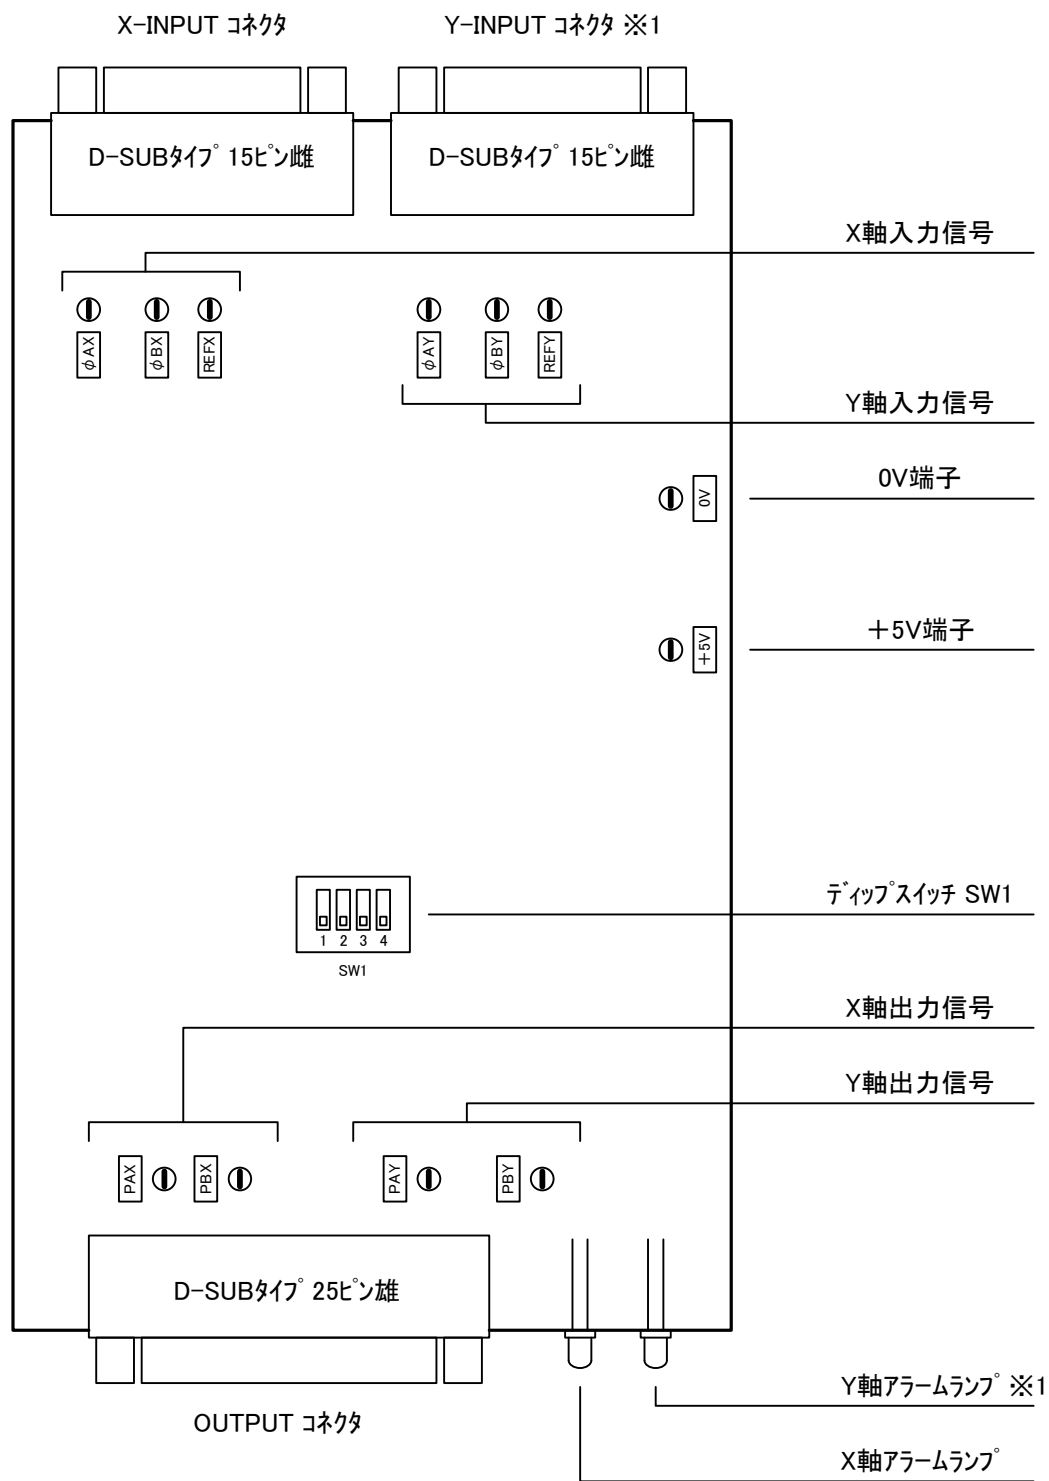 X-INPUT コネクタ
Y-INPUT コネクタ ※1
D-SUBタイプ 15ピン雌
D-SUBタイプ 15ピン雌
X軸入力信号
φAX
φBX
REFX
φAY
φBY
REFY
Y軸入力信号
0V端子
0V
+5V端子
+5V
ディップスイッチ SW1
1 2 3 4
SW1
X軸出力信号
Y軸出力信号
PAX
PBX
PAY
PBY
D-SUBタイプ 25ピン雄
Y軸アラームランプ ※1
OUTPUT コネクタ
X軸アラームランプ